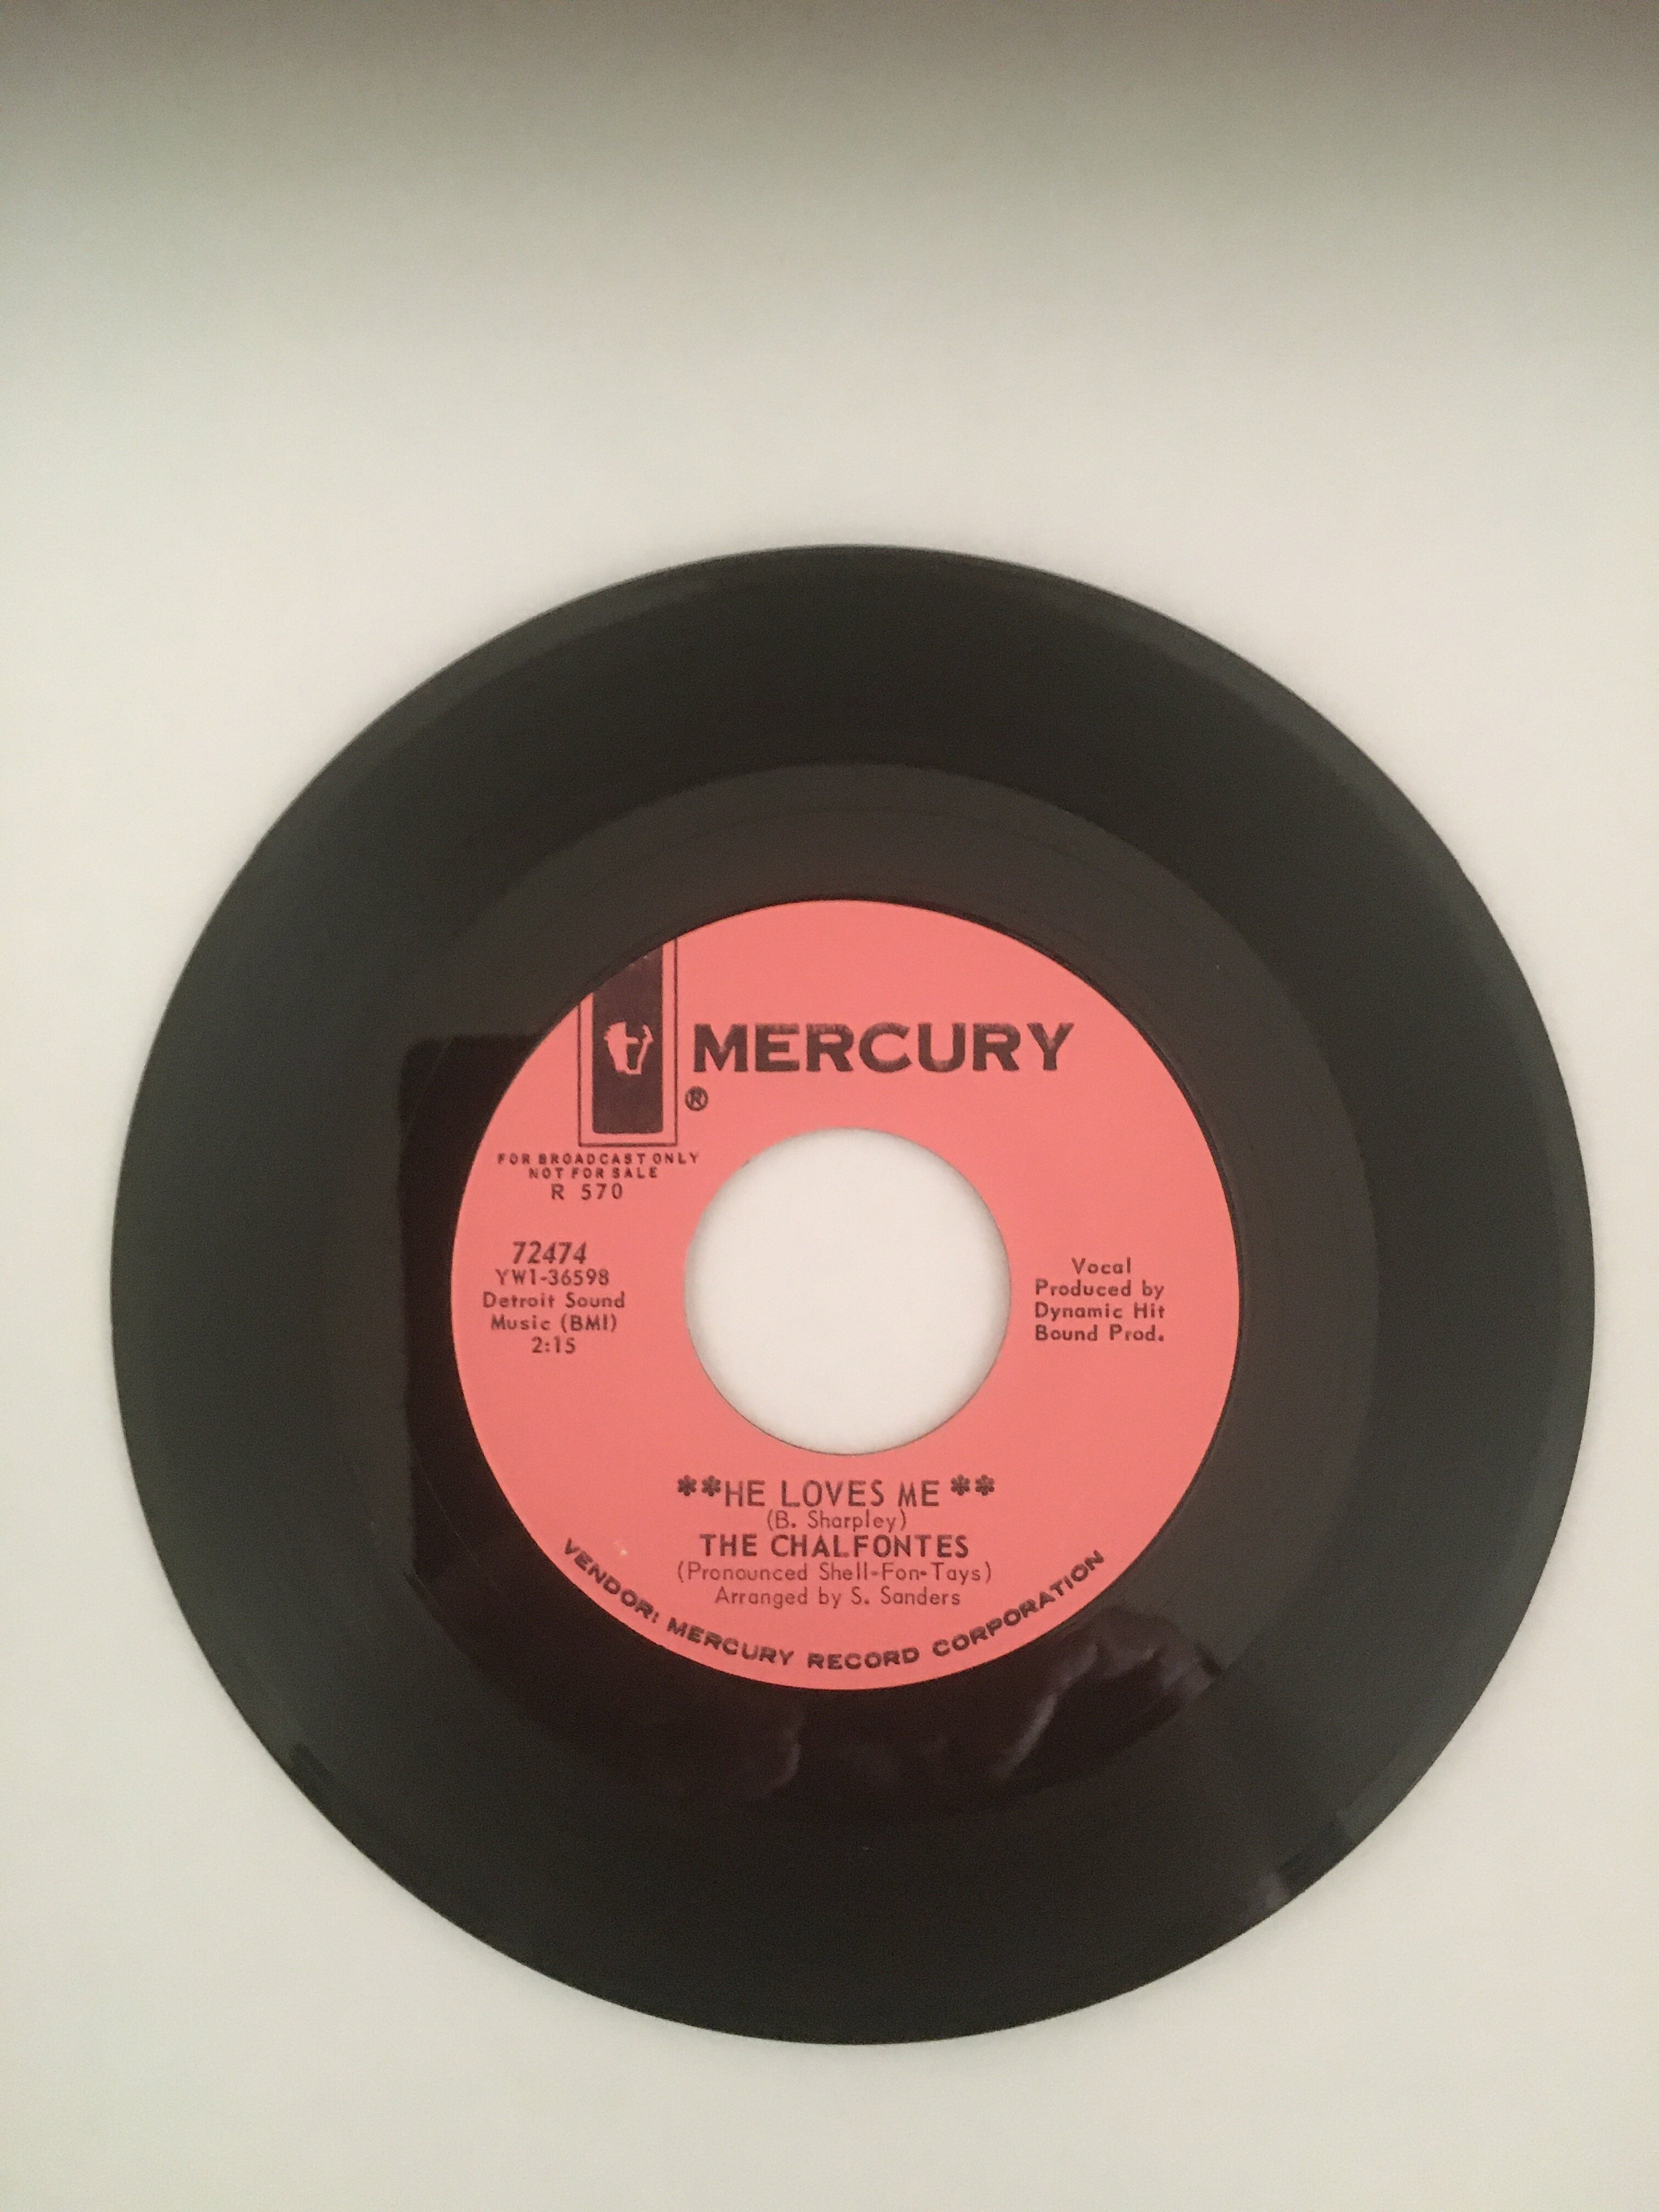 MERCURY
®
FOR BROADCAST ONLY
NOT FOR SALE
R 570
72474
YW1-36598
Detroit Sound
Music (BMI)
2:15
Vocal
Produced by
Dynamic Hit
Bound Prod.
**HE LOVES ME**
(B. Sharpley)
THE CHALFONTES
(Pronounced Shell-Fon-Tays)
Arranged by S. Sanders
VENDOR: MERCURY RECORD CORPORATION